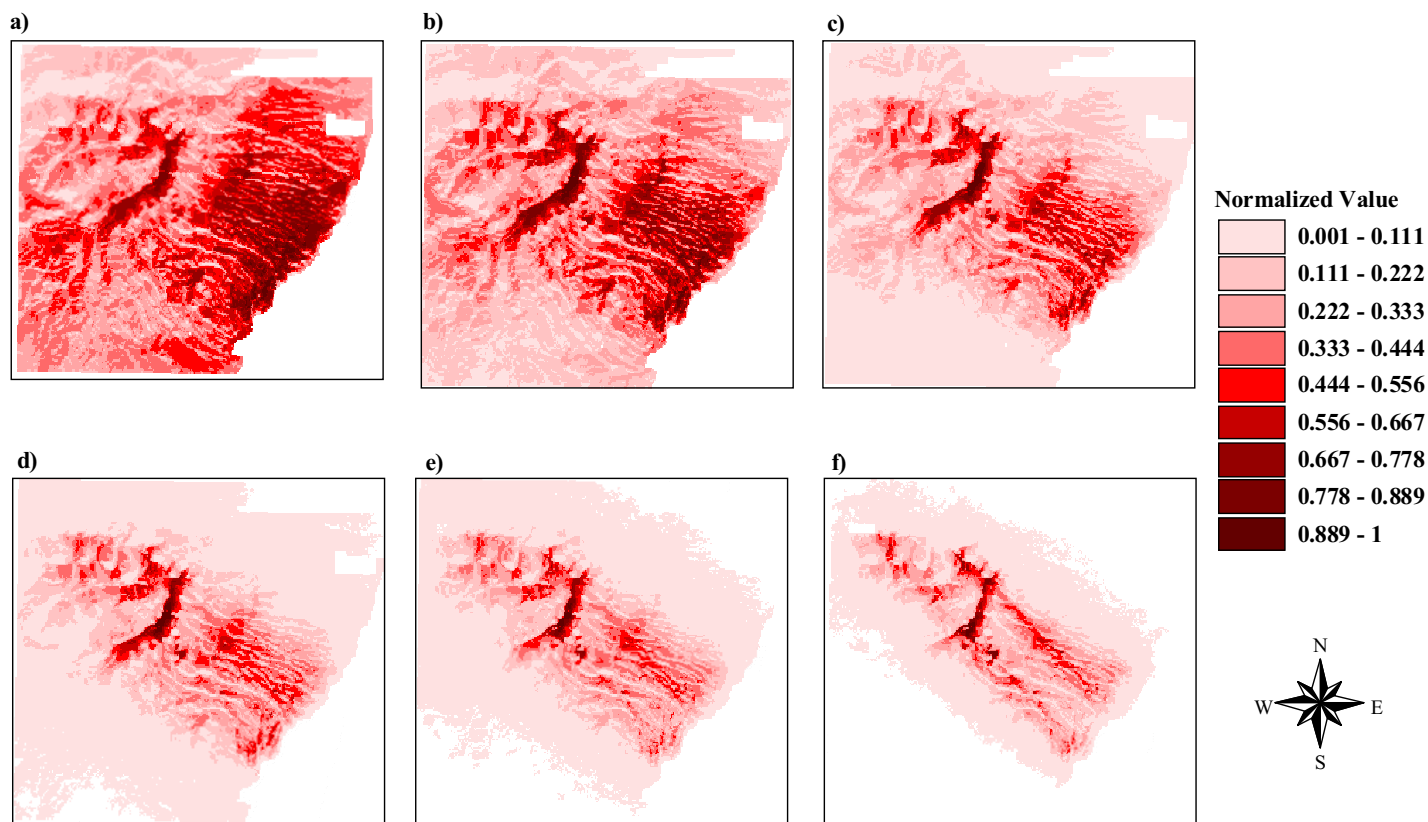 a)
b)
c)
Normalized Value
0.001 - 0.111
0.111 - 0.222
0.222 - 0.333
0.333 - 0.444
0.444 - 0.556
0.556 - 0.667
0.667 - 0.778
0.778 - 0.889
0.889 - 1
d)
e)
f)
N
W E
S